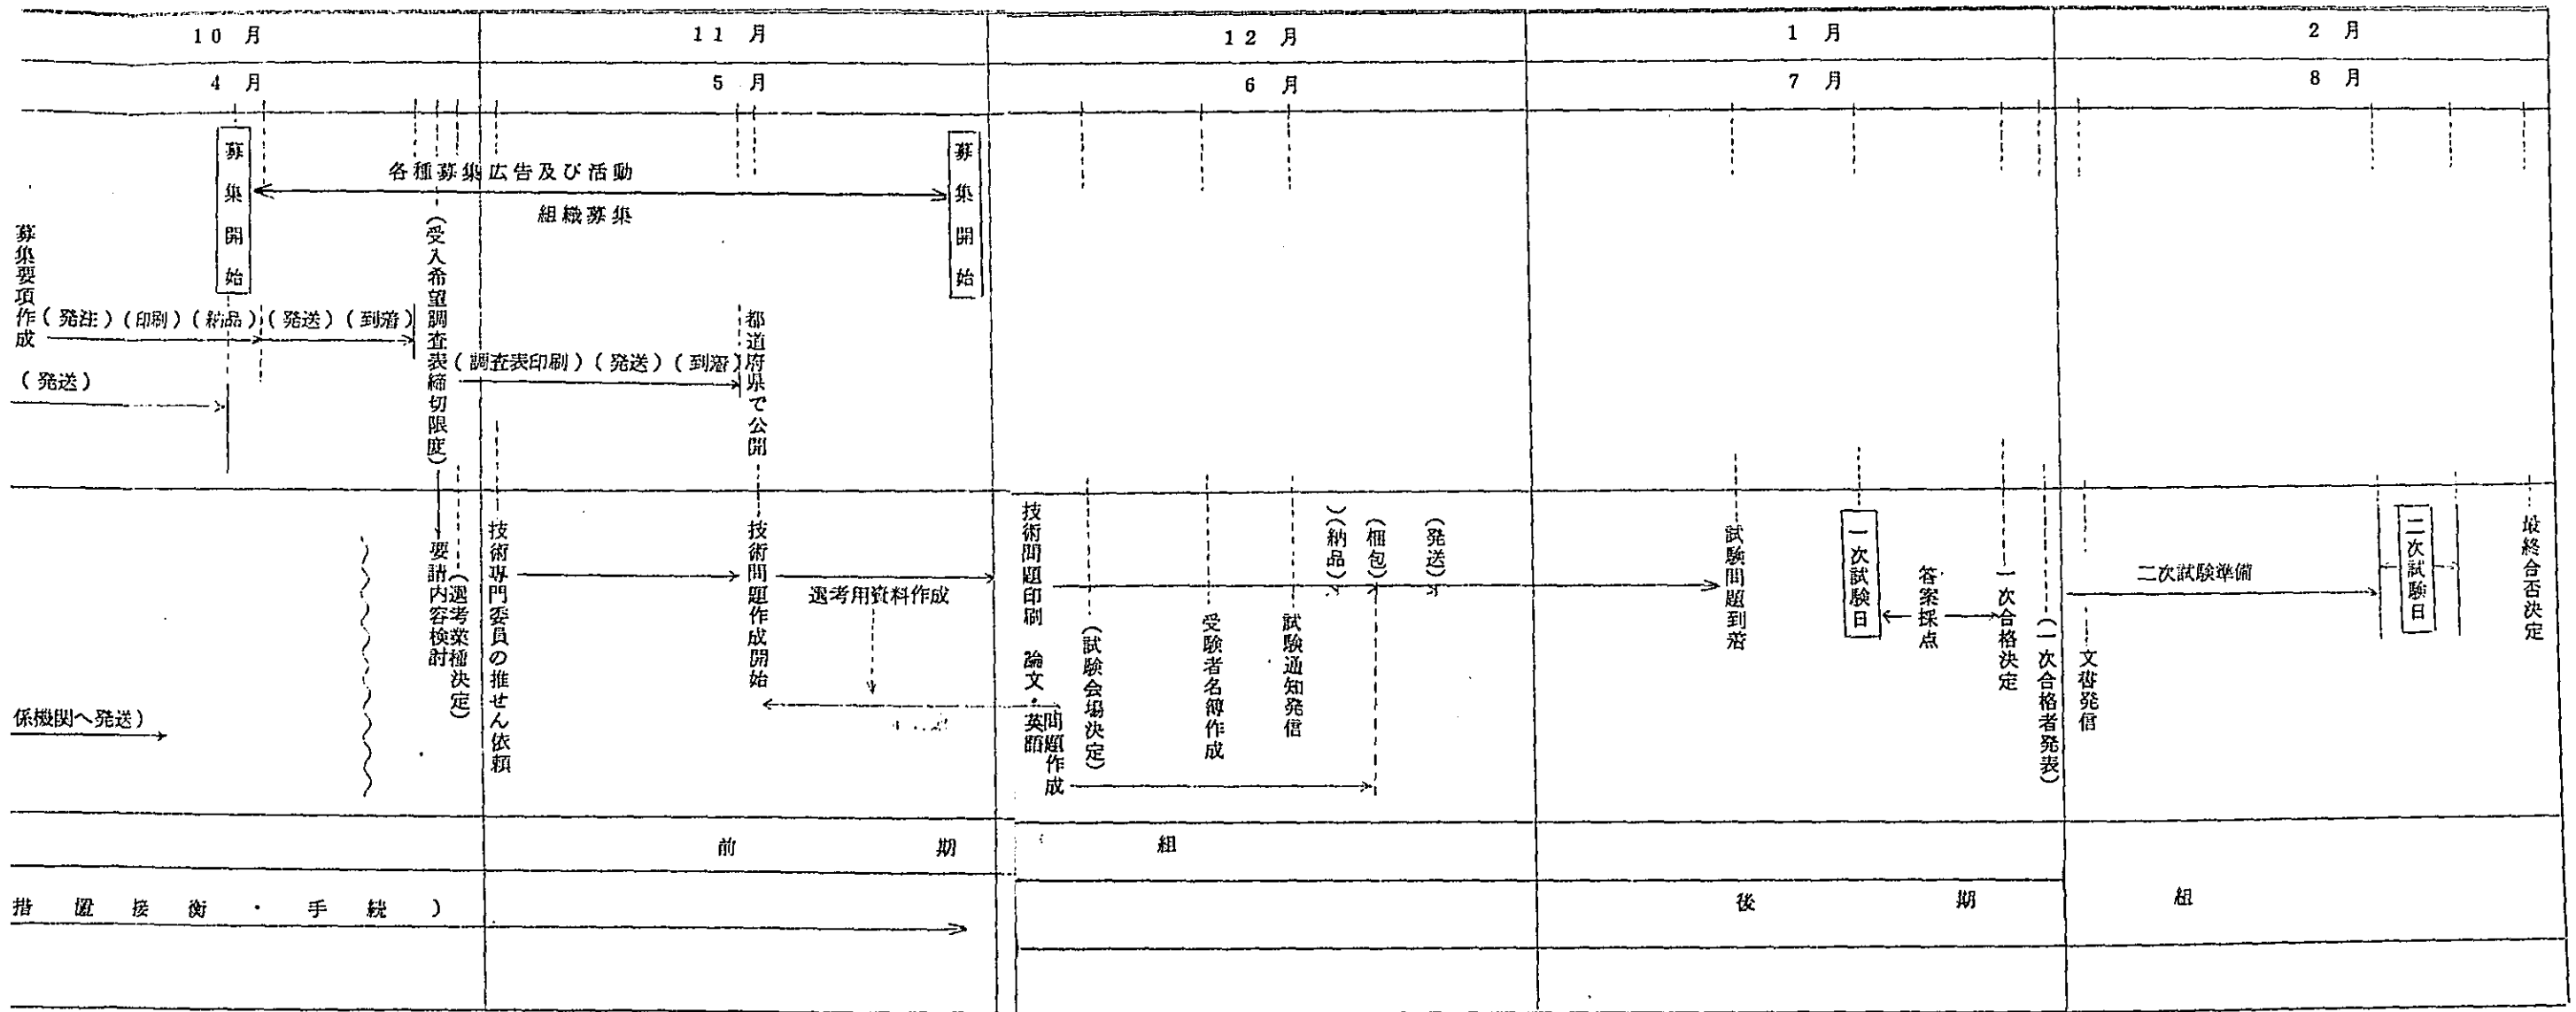 10 月
11 月
12 月
1 月
2 月
4 月
5 月
6 月
7 月
8 月
募集開始
各種募集広告及び活動
組織募集
募集開始
募集要項作成
(発注)(印刷)(納品)(発送)(到着)
(発送)
(受入希望調査表締切限度)
(調査表印刷)(発送)(到着)
都道府県で公開
係機関へ発送)
要請内容検討
(選考業種決定)
技術専門委員の推せん依頼
技術問題作成開始
選考用資料作成
技術問題印刷
論文・英語
問題作成
(試験会場決定)
受験者名簿作成
試験通知発信
(納品)
(梱包)
(発送)
試験問題到着
一次試験日
答案採点
一次合格決定
(一次合格者発表)
文書発信
二次試験準備
二次試験日
最終合否決定
前 期 組
措 置 接 衡 ・ 手 続 )
後 期 組